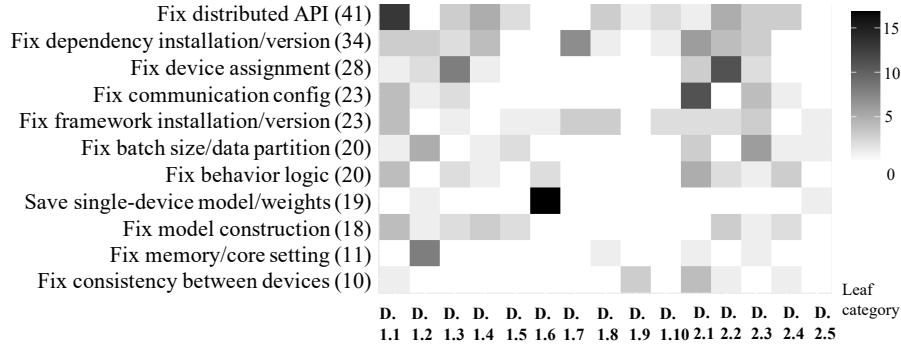 Fix distributed API (41)
Fix dependency installation/version (34)
Fix device assignment (28)
Fix communication config (23)
Fix framework installation/version (23)
Fix batch size/data partition (20)
Fix behavior logic (20)
Save single-device model/weights (19)
Fix model construction (18)
Fix memory/core setting (11)
Fix consistency between devices (10)
15
10
5
0
Leaf
category
D. D. D. D. D. D. D. D. D. D. D. D. D. D. D.
1.1 1.2 1.3 1.4 1.5 1.6 1.7 1.8 1.9 1.10 2.1 2.2 2.3 2.4 2.5